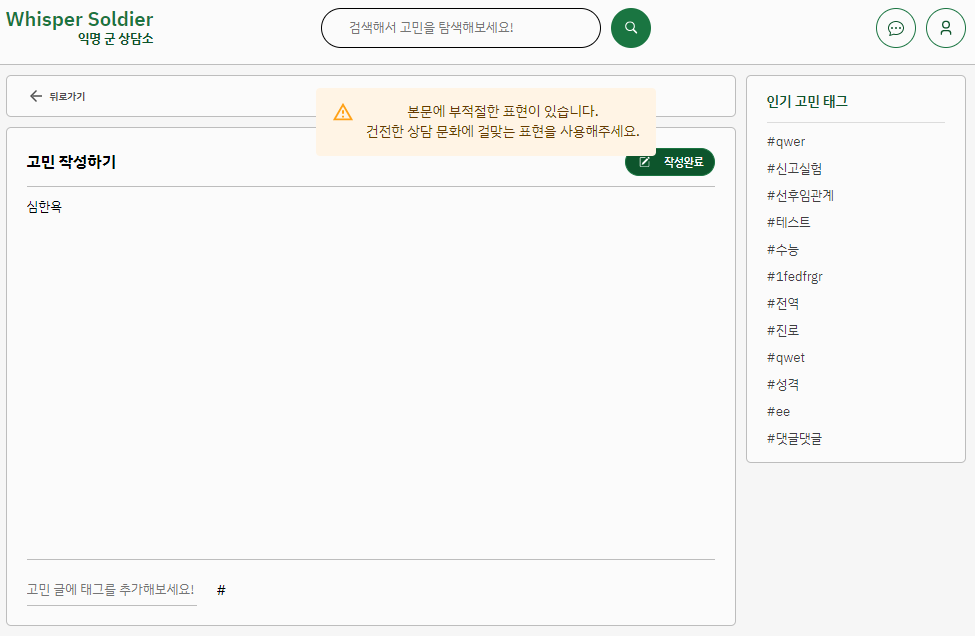 Whisper Soldier
익명 군 상담소
검색해서 고민을 탐색해보세요!
뒤로가기
본문에 부적절한 표현이 있습니다.
건전한 상담 문화에 걸맞는 표현을 사용해주세요.
고민 작성하기
작성완료
심한욕
고민 글에 태그를 추가해보세요!
#
인기 고민 태그
#qwer
#신고실험
#선후임관계
#테스트
#수능
#1fedfrgr
#전역
#진로
#qwet
#성격
#ee
#댓글댓글